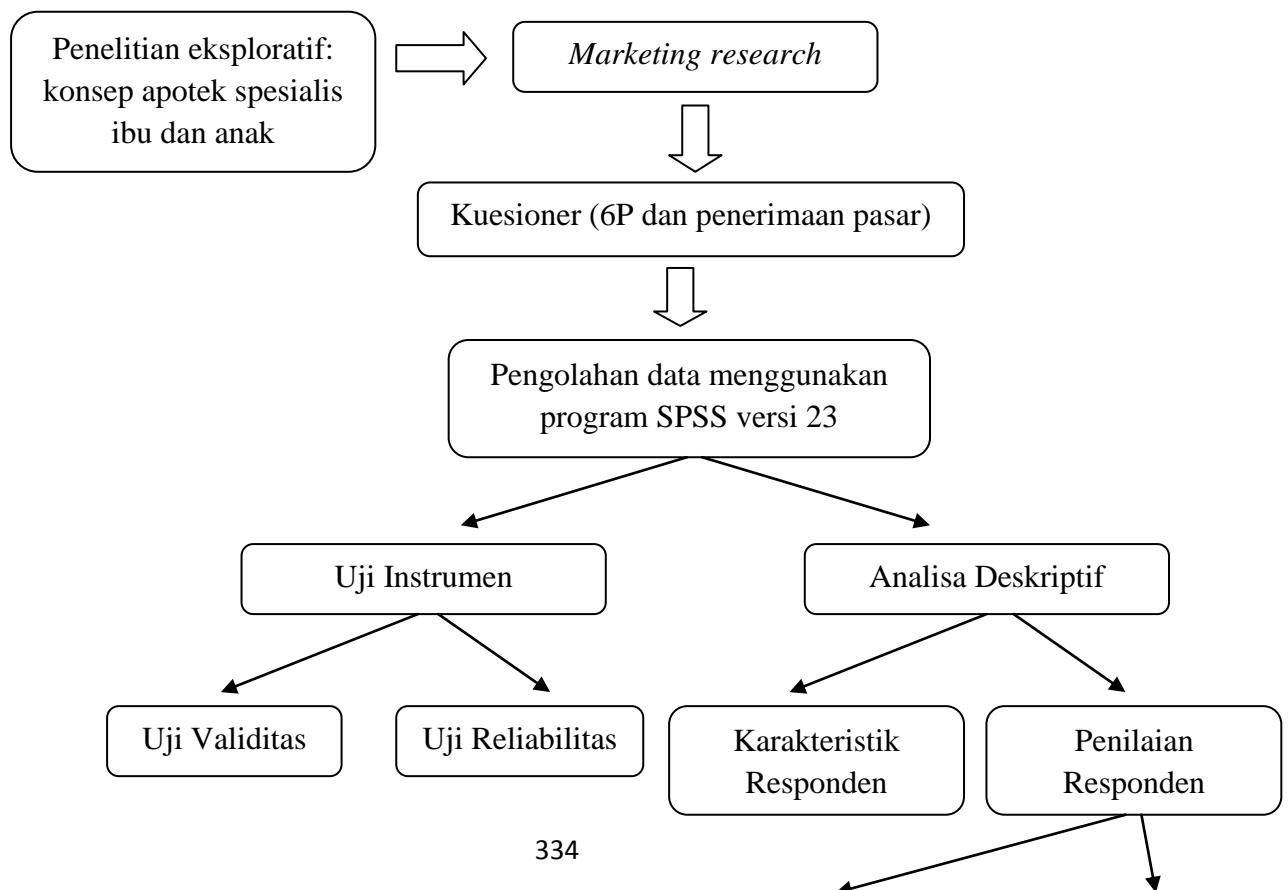 Penelitian eksploratif:
konsep apotek spesialis
ibu dan anak
Marketing research
Kuesioner (6P dan penerimaan pasar)
Pengolahan data menggunakan
program SPSS versi 23
Uji Instrumen
Analisa Deskriptif
Uji Validitas
Uji Reliabilitas
Karakteristik
Responden
Penilaian
Responden
334